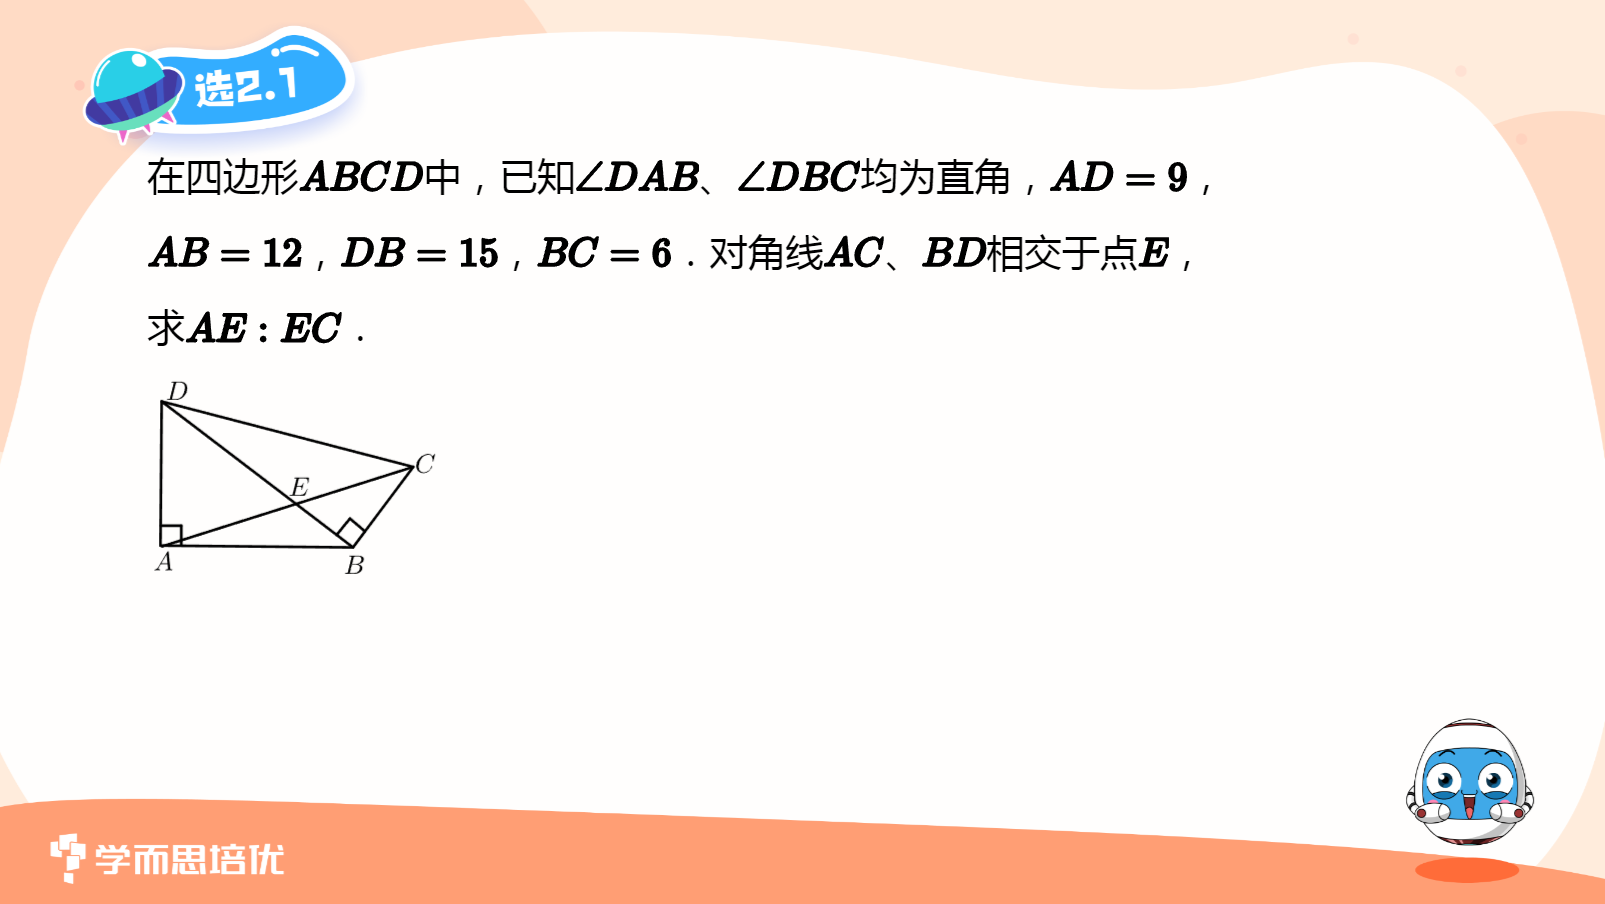 选2.1
在四边形ABCD中，已知∠DAB、∠DBC均为直角，AD = 9，
AB = 12，DB = 15，BC = 6．对角线AC、BD相交于点E，
求AE : EC．
D
C
E
A
B
学而思培优